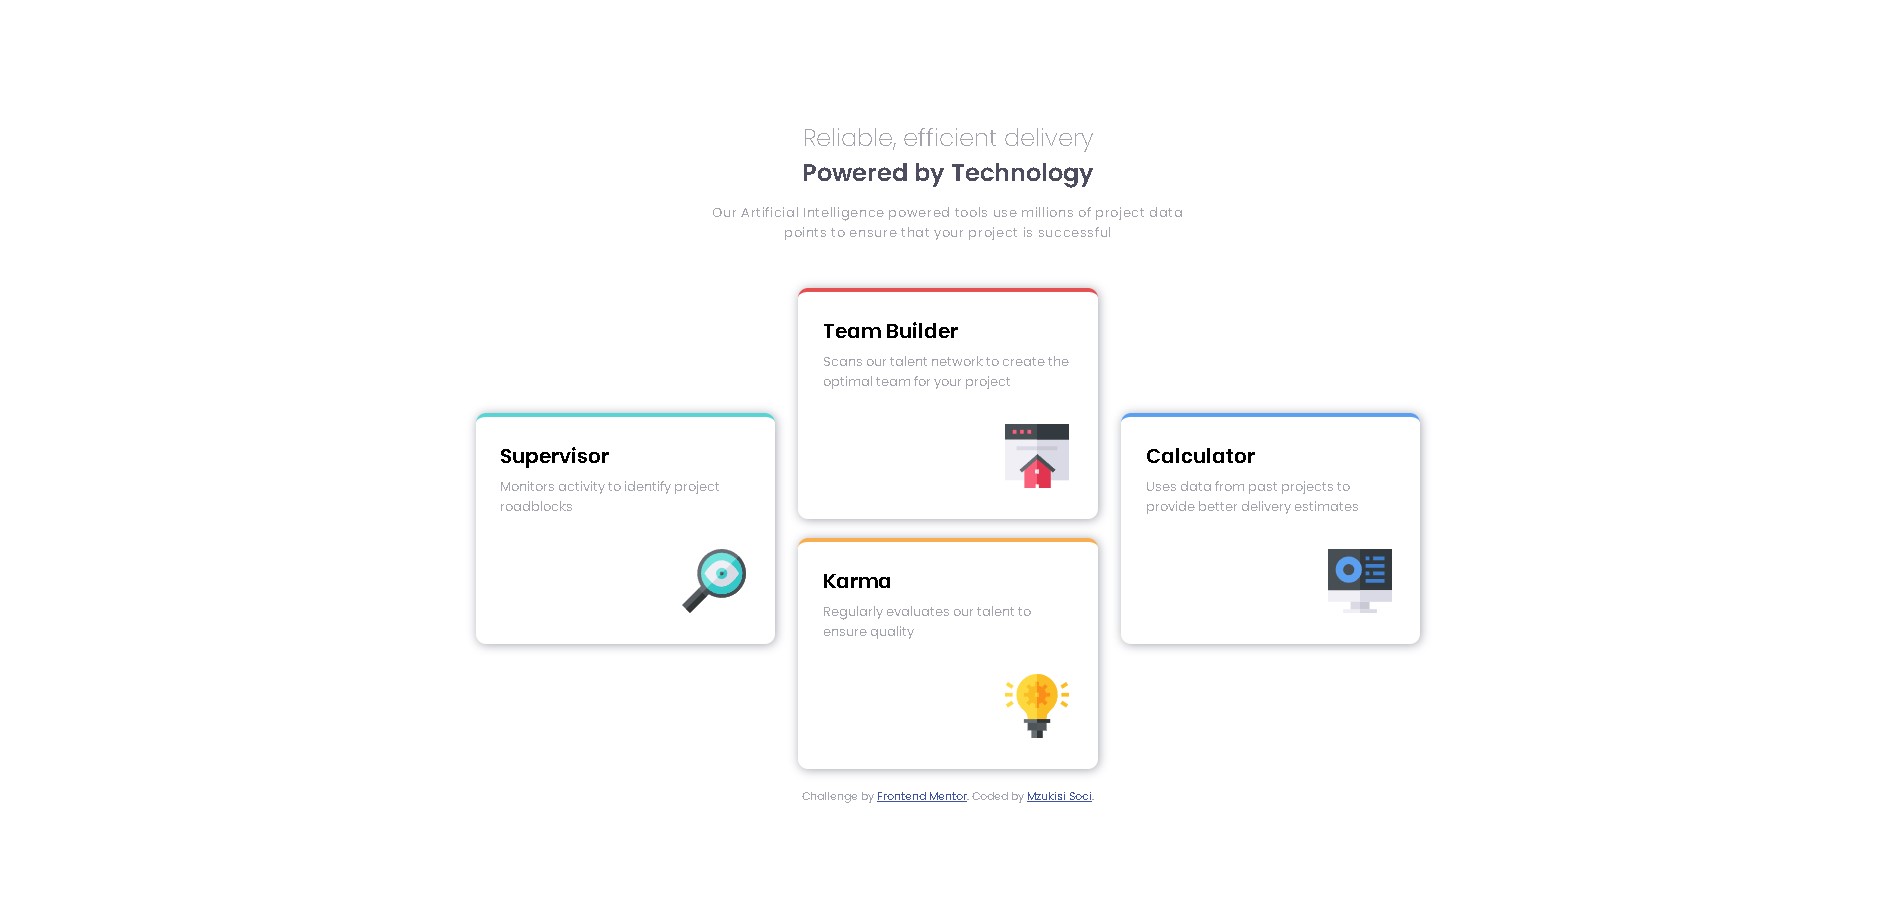 Reliable, efficient delivery
Powered by Technology
Our Artificial Intelligence powered tools use millions of project data
points to ensure that your project is successful
Team Builder
Scans our talent network to create the
optimal team for your project
Supervisor
Monitors activity to identify project
roadblocks
Calculator
Uses data from past projects to
provide better delivery estimates
Karma
Regularly evaluates our talent to
ensure quality
Challenge by Frontend Mentor. Coded by Mzukisi Soci.